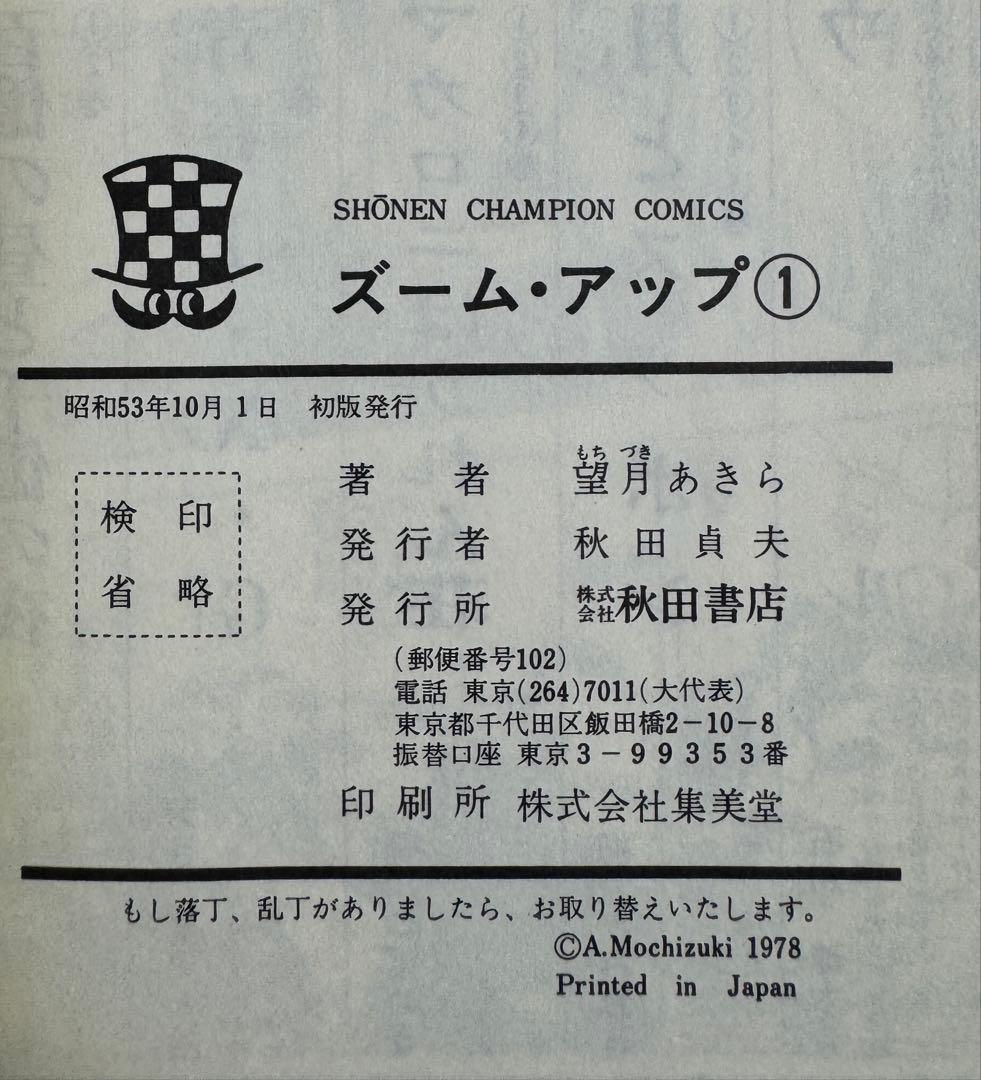 SHŌNEN CHAMPION COMICS
ズーム・アップ①
昭和53年10月1日 初版発行
検印
省略
もちづき
著者 望月あきら
発行者 秋田貞夫
発行所 株式会社秋田書店
(郵便番号102)
電話 東京(264)7011(大代表)
東京都千代田区飯田橋2−10−8
振替口座 東京3−99353番
印刷所 株式会社集美堂
もし落丁、乱丁がありましたら、お取り替えいたします。
©A.Mochizuki 1978
Printed in Japan